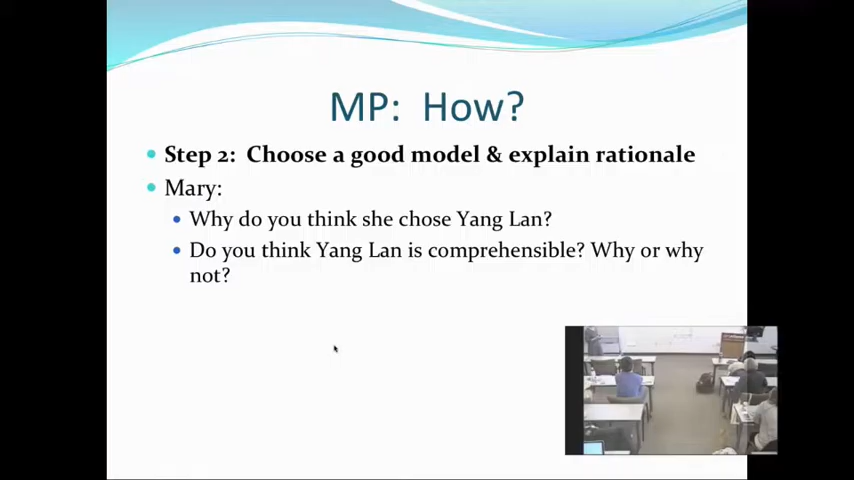 MP: How?
Step 2: Choose a good model & explain rationale
Mary:
Why do you think she chose Yang Lan?
Do you think Yang Lan is comprehensible? Why or why
not?